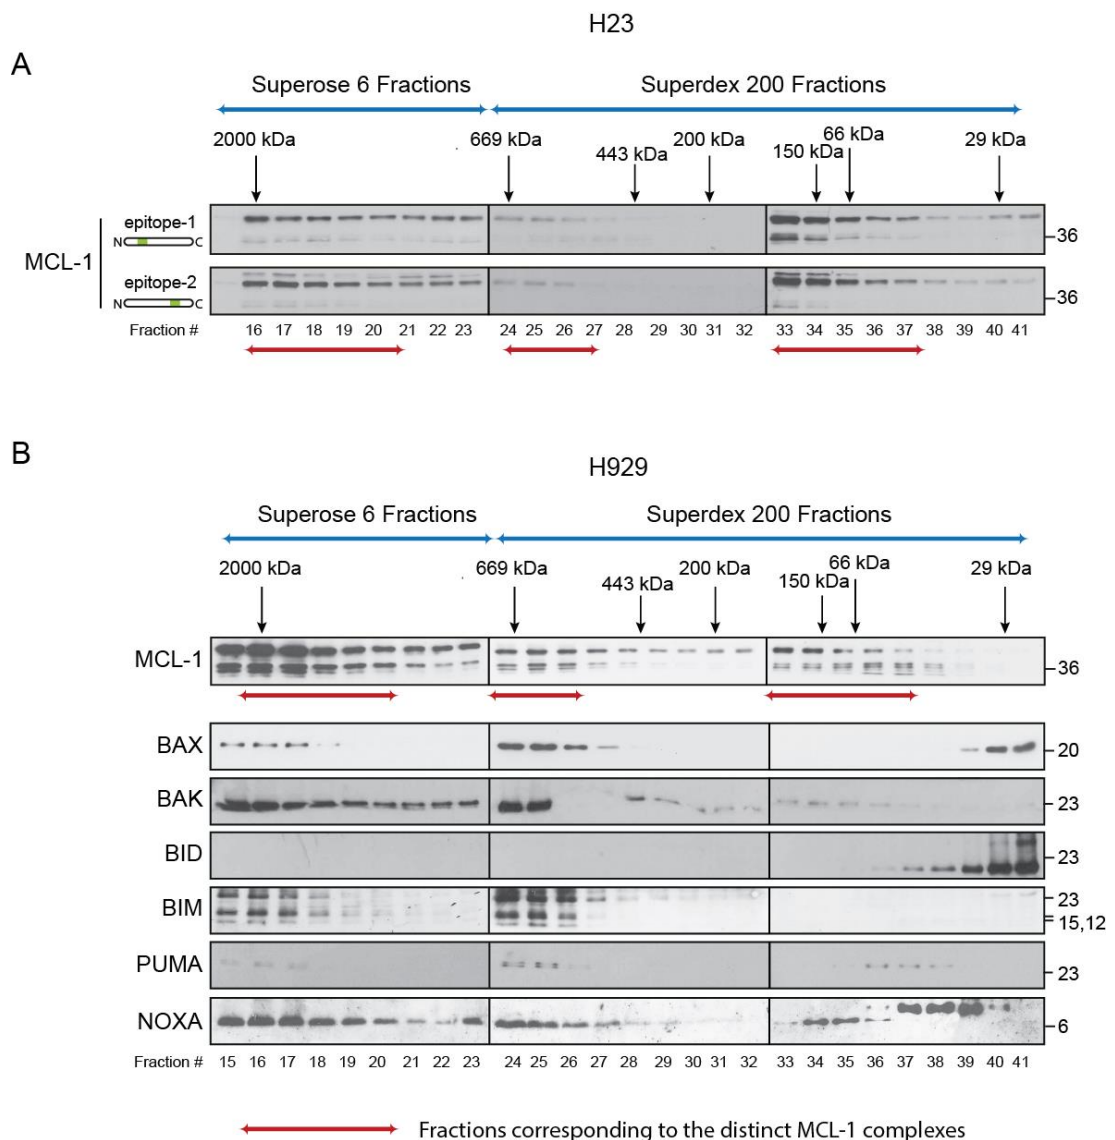 H23
A
Superose 6 Fractions Superdex 200 Fractions
2000 kDa 669 kDa 443 kDa 200 kDa 150 kDa 66 kDa 29 kDa
MCL-1
epitope-1
N C
36
epitope-2
N C
36
Fraction # 16 17 18 19 20 21 22 23 24 25 26 27 28 29 30 31 32 33 34 35 36 37 38 39 40 41
B
H929
Superose 6 Fractions Superdex 200 Fractions
2000 kDa 669 kDa 443 kDa 200 kDa 150 kDa 66 kDa 29 kDa
MCL-1 36
BAX 20
BAK 23
BID 23
BIM 23
15,12
PUMA 23
NOXA 6
Fraction # 15 16 17 18 19 20 21 22 23 24 25 26 27 28 29 30 31 32 33 34 35 36 37 38 39 40 41
Fractions corresponding to the distinct MCL-1 complexes